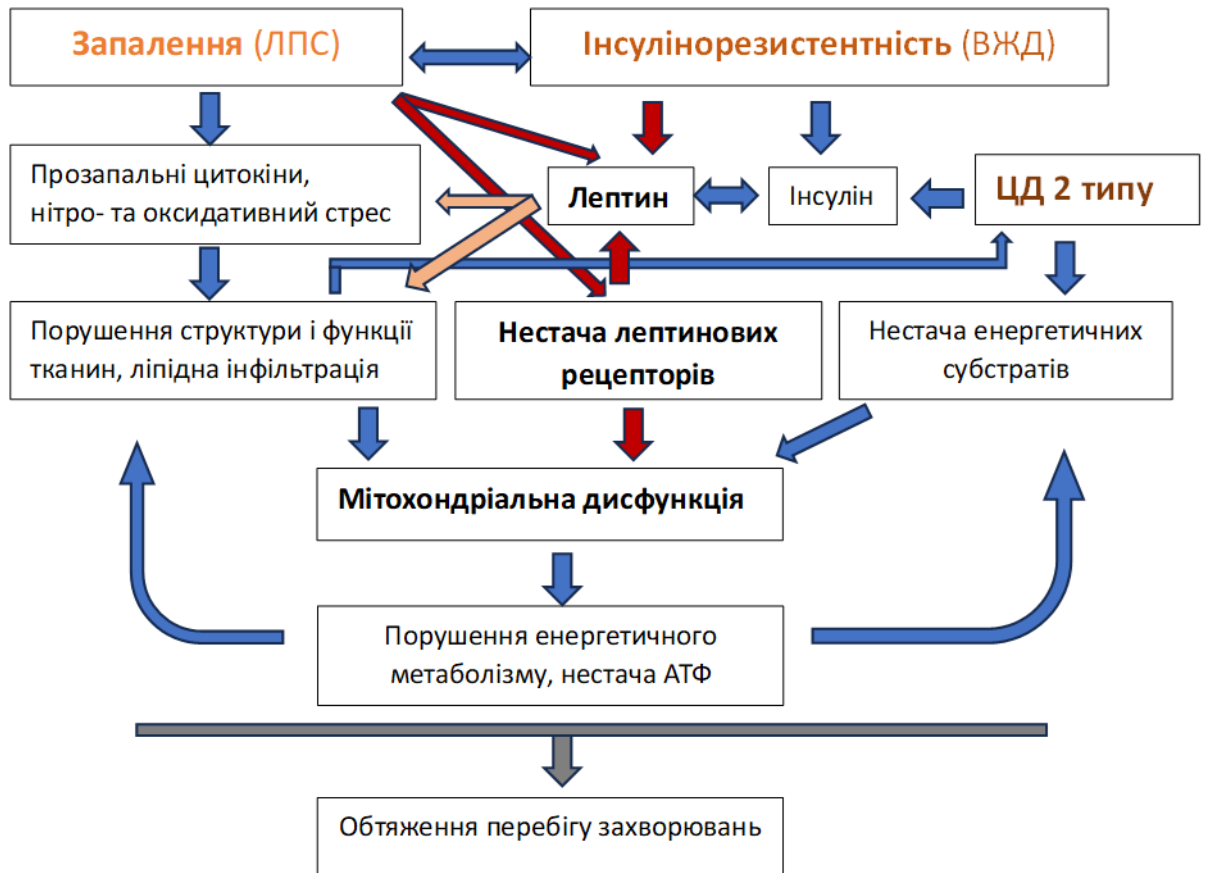 Запалення (ЛПС)
Інсулінорезистентність (ВЖД)
Прозапальні цитокіни,
нітро- та оксидативний стрес
Лептин
Інсулін
ЦД 2 типу
Порушення структури і функції
тканин, ліпідна інфільтрація
Нестача лептинових
рецепторів
Нестача енергетичних
субстратів
Мітохондріальна дисфункція
Порушення енергетичного
метаболізму, нестача АТФ
Обтяження перебігу захворювань